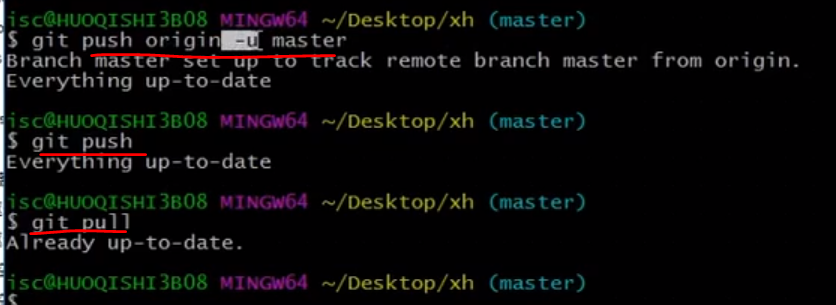 isc@HUOQISHI3B08 MINGW64 ~/Desktop/xh (master)
$ git push origin -u master
Branch master set up to track remote branch master from origin.
Everything up-to-date
isc@HUOQISHI3B08 MINGW64 ~/Desktop/xh (master)
$ git push
Everything up-to-date
isc@HUOQISHI3B08 MINGW64 ~/Desktop/xh (master)
$ git pull
Already up-to-date.
isc@HUOQISHI3B08 MINGW64 ~/Desktop/xh (master)
$